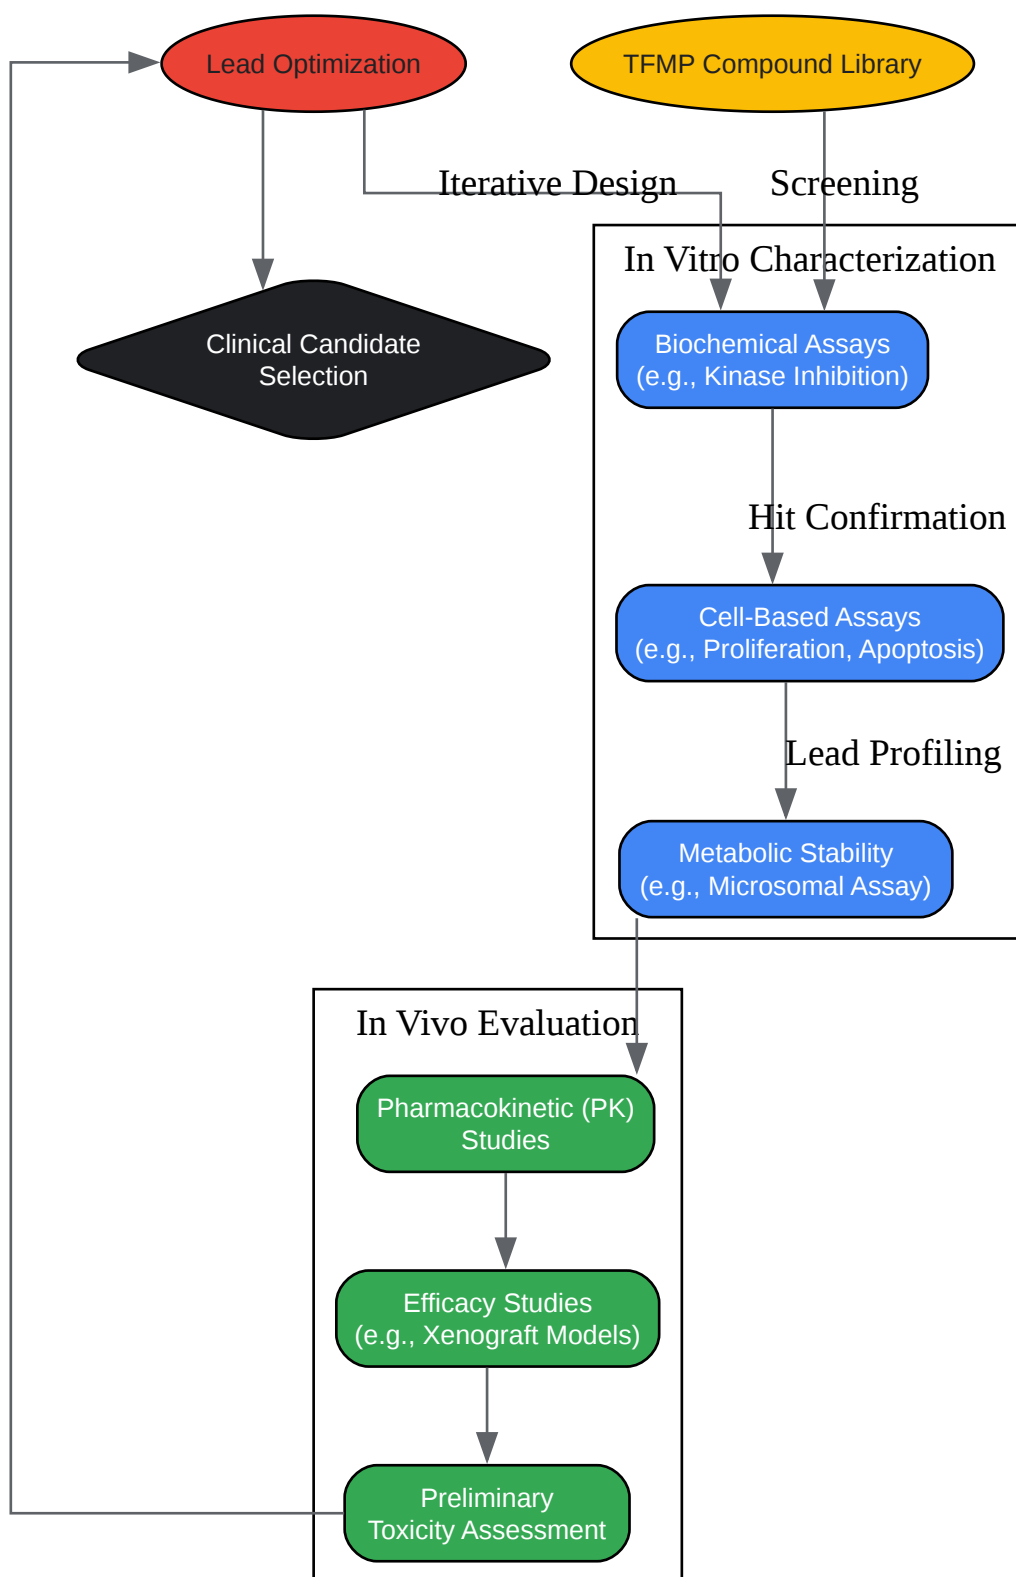 Lead Optimization
TFMP Compound Library
Iterative Design
Screening
In Vitro Characterization
Clinical Candidate
Selection
Biochemical Assays
(e.g., Kinase Inhibition)
Hit Confirmation
Cell-Based Assays
(e.g., Proliferation, Apoptosis)
Lead Profiling
Metabolic Stability
(e.g., Microsomal Assay)
In Vivo Evaluation
Pharmacokinetic (PK)
Studies
Efficacy Studies
(e.g., Xenograft Models)
Preliminary
Toxicity Assessment